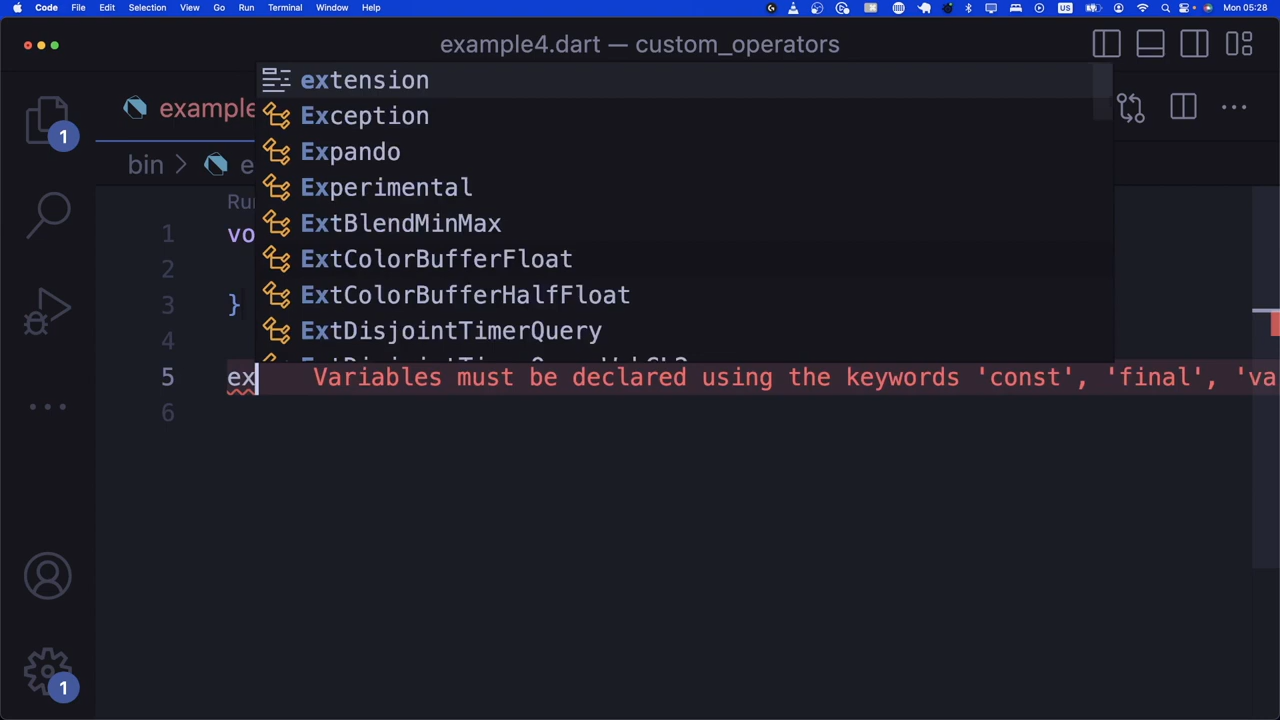 Code File Edit Selection View Go Run Terminal Window Help US Mon 05:28
example4.dart — custom_operators
extension
example
Exception
bin > e
Expando
Experimental
Run
ExtBlendMinMax
1 vo
ExtColorBufferFloat
2
ExtColorBufferHalfFloat
3 }
ExtDisjointTimerQuery
4
5 ex Variables must be declared using the keywords 'const', 'final', 'va
6
1
1